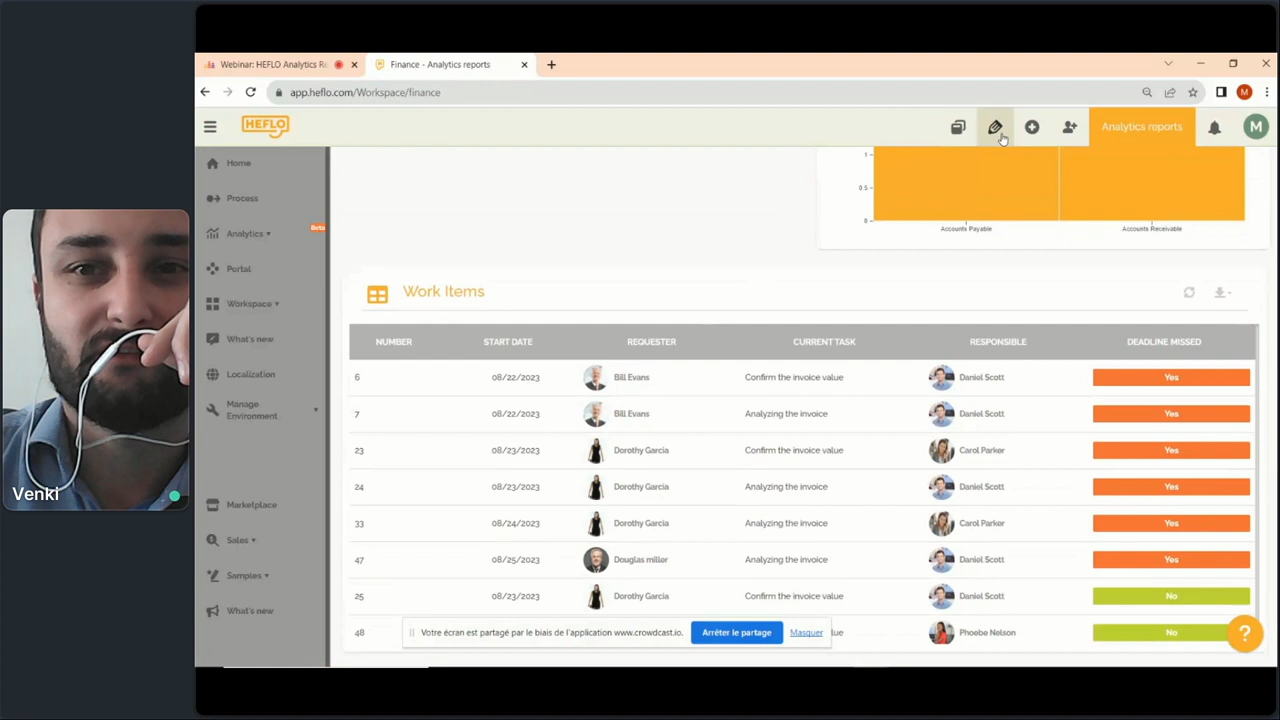 Webinar: HEFLO Analytics Re
Finance - Analytics reports
app.heflo.com/Workspace/finance
M
HEFLO
Analytics reports
M
Home
Process
Analytics
Beta
Portal
Workspace
What's new
Localization
Manage Environment
Marketplace
Sales
Samples
What's new
1
0.5
0
Accounts Payable
Accounts Receivable
Work Items
NUMBER START DATE REQUESTER CURRENT TASK RESPONSIBLE DEADLINE MISSED
6 08/22/2023 Bill Evans Confirm the invoice value Daniel Scott Yes
7 08/22/2023 Bill Evans Analyzing the invoice Daniel Scott Yes
23 08/23/2023 Dorothy Garcia Confirm the invoice value Carol Parker Yes
24 08/23/2023 Dorothy Garcia Analyzing the invoice Daniel Scott Yes
33 08/24/2023 Dorothy Garcia Analyzing the invoice Carol Parker Yes
47 08/25/2023 Douglas miller Analyzing the invoice Daniel Scott Yes
25 08/23/2023 Dorothy Garcia Confirm the invoice value Daniel Scott No
48 Phoebe Nelson No
Votre écran est partagé par le biais de l'application www.crowdcast.io.
Arrêter le partage
Masquer
?
Venki